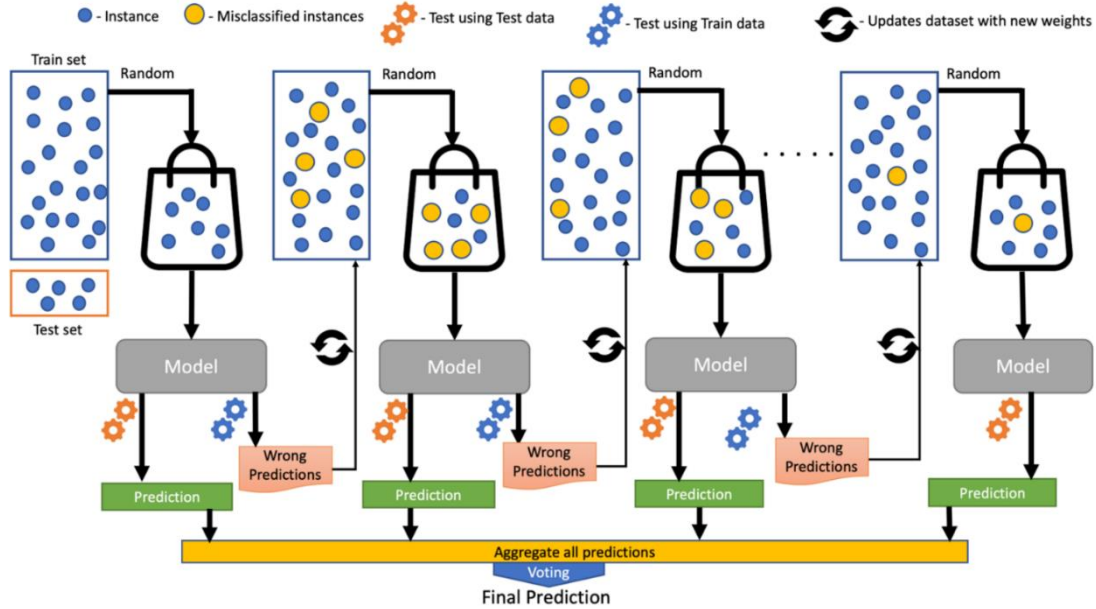 - Instance
- Misclassified instances
- Test using Test data
- Test using Train data
- Updates dataset with new weights
Train set
Random
Random
Random
Random
Test set
Model
Model
Model
Model
Wrong
Predictions
Wrong
Predictions
Wrong
Predictions
Prediction
Prediction
Prediction
Prediction
Aggregate all predictions
Voting
Final Prediction